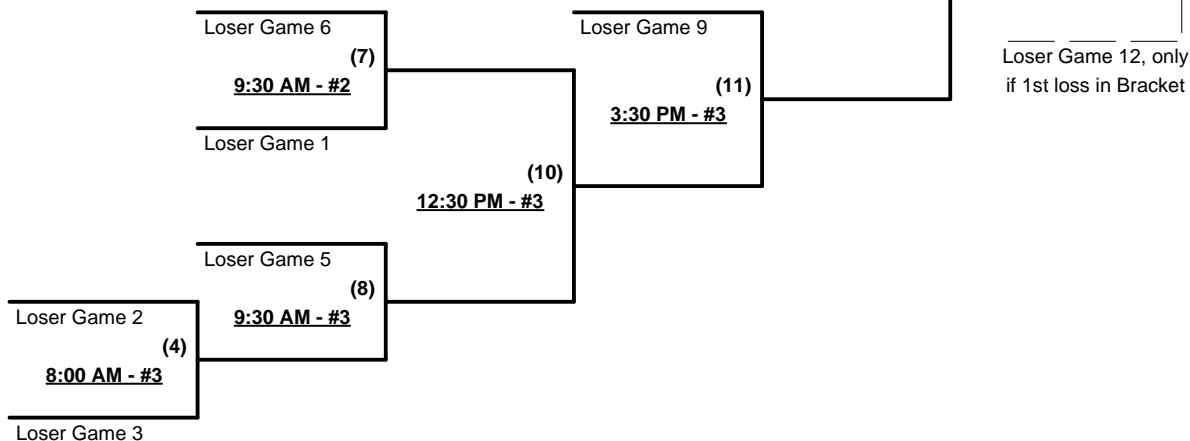 Loser Game 6
(7)
9:30 AM - #2
Loser Game 1
Loser Game 9
(11)
3:30 PM - #3
Loser Game 12, only
if 1st loss in Bracket
(10)
12:30 PM - #3
Loser Game 5
(8)
9:30 AM - #3
Loser Game 2
(4)
8:00 AM - #3
Loser Game 3